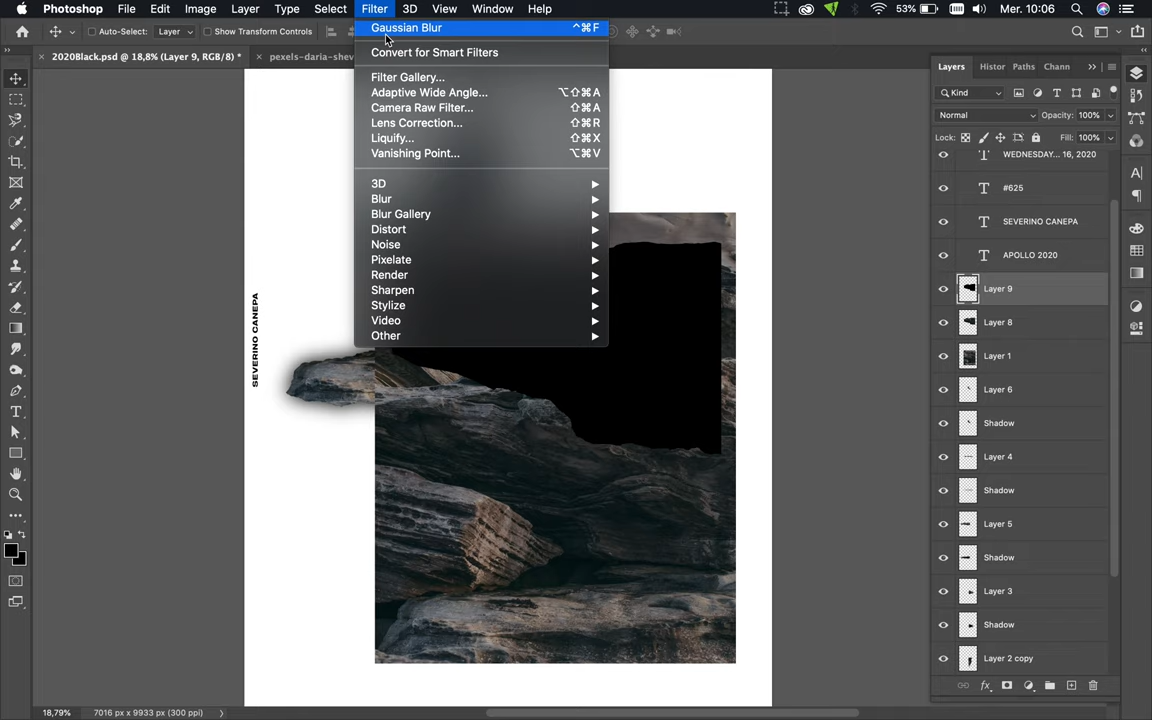 Photoshop File Edit Image Layer Type Select Filter 3D View Window Help 53% Mer. 10:06
Auto-Select: Layer Show Transform Controls
2020Black.psd @ 18,8% (Layer 9, RGB/8) *
pexels-daria-shev
Gaussian Blur ^⌘F
Convert for Smart Filters
Filter Gallery...
Adaptive Wide Angle... ⌥⇧⌘A
Camera Raw Filter... ⇧⌘A
Lens Correction... ⇧⌘R
Liquify... ⇧⌘X
Vanishing Point... ⌥⌘V
3D
Blur
Blur Gallery
Distort
Noise
Pixelate
Render
Sharpen
Stylize
Video
Other
SEVERINO CANEPA
Layers Histor Paths Chann
Kind
Normal Opacity: 100%
Lock: Fill: 100%
WEDNESDAY... 16, 2020
#625
SEVERINO CANEPA
APOLLO 2020
Layer 9
Layer 8
Layer 1
Layer 6
Shadow
Layer 4
Shadow
Layer 5
Shadow
Layer 3
Shadow
Layer 2 copy
fx
18,79% 7016 px x 9933 px (300 ppi)